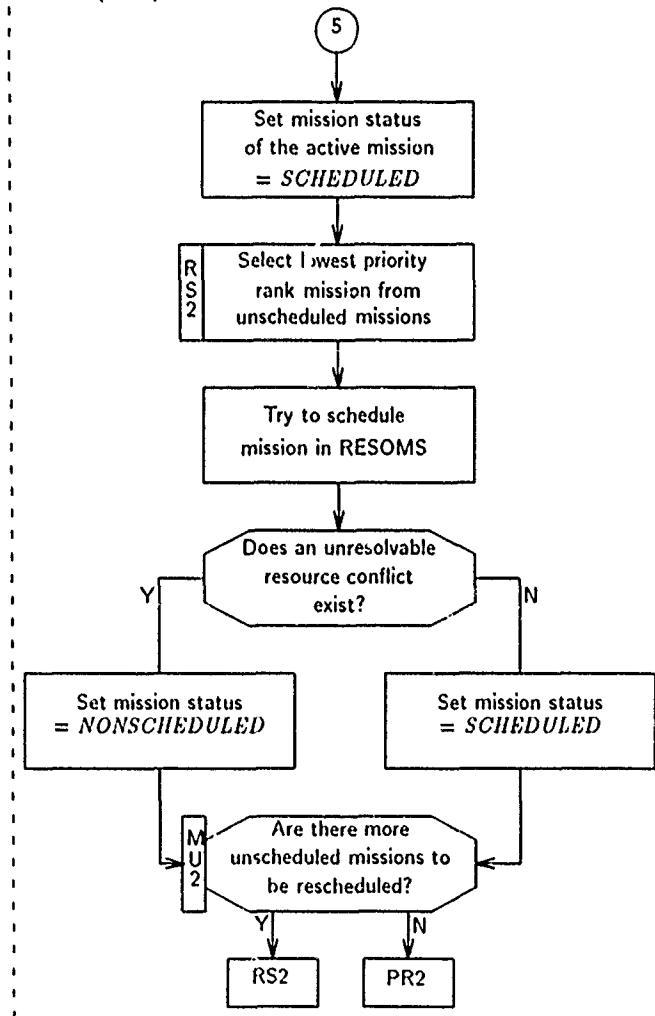 5
Set mission status
of the active mission
= SCHEDULED
RS2
Select lowest priority
rank mission from
unscheduled missions
Try to schedule
mission in RESOMS
Does an unresolvable
resource conflict
exist?
Y
N
Set mission status
= NONSCHEDULED
Set mission status
= SCHEDULED
MU2
Are there more
unscheduled missions to
be rescheduled?
Y
N
RS2
PR2